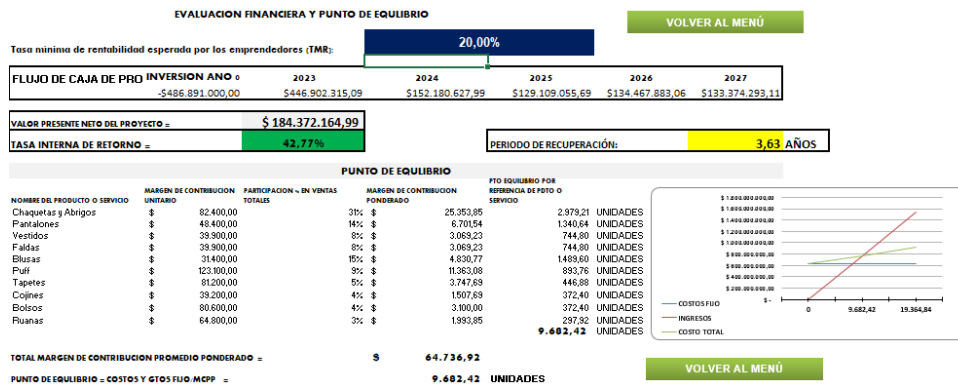 EVALUACION FINANCIERA Y PUNTO DE EQULIBRIO
VOLVER AL MENÚ
Tasa minima de rentabilidad esperada por los emprendedores (TMR): 20,00%
FLUJO DE CAJA DE PRO INVERSION ANO 0 2023 2024 2025 2026 2027
-$486.891.000,00 $446.902.315,09 $152.180.627,99 $129.109.055,69 $134.467.883,06 $133.374.293,11
VALOR PRESENTE NETO DEL PROYECTO = $ 184.372.164,99
TASA INTERNA DE RETORNO = 42,77% PERIODO DE RECUPERACIÓN: 3,63 AÑOS
PUNTO DE EQULIBRIO
NOMBRE DEL PRODUCTO O SERVICIO MARGEN DE CONTRIBUCION UNITARIO PARTICIPACION % EN VENTAS TOTALES MARGEN DE CONTRIBUCION PONDERADO PTO EQUILIBRIO POR REFERENCIA DE PDTO O SERVICIO
Chaquetas y Abrigos $ 82.400,00 31% $ 25.353,85 2.979,21 UNIDADES
Pantalones $ 48.400,00 14% $ 6.701,54 1.340,64 UNIDADES
Vestidos $ 39.900,00 8% $ 3.069,23 744,80 UNIDADES
Faldas $ 39.900,00 8% $ 3.069,23 744,80 UNIDADES
Blusas $ 31.400,00 15% $ 4.830,77 1.489,60 UNIDADES
Puff $ 123.100,00 9% $ 11.363,08 893,76 UNIDADES
Tapetes $ 81.200,00 5% $ 3.747,69 446,88 UNIDADES
Cojines $ 39.200,00 4% $ 1.507,69 372,40 UNIDADES
Bolsos $ 80.600,00 4% $ 3.100,00 372,40 UNIDADES
Ruanas $ 64.800,00 3% $ 1.993,85 297,92 UNIDADES
9.682,42 UNIDADES
$ 1.800.000.000,00
$ 1.600.000.000,00
$ 1.400.000.000,00
$ 1.200.000.000,00
$ 1.000.000.000,00
$ 800.000.000,00
$ 600.000.000,00
$ 400.000.000,00
$ 200.000.000,00
$ -
0 9.682,42 19.364,84
COSTOS FIJO
INGRESOS
COSTO TOTAL
TOTAL MARGEN DE CONTRIBUCION PROMEDIO PONDERADO = $ 64.736,92
VOLVER AL MENÚ
PUNTO DE EQULIBRIO = COSTOS Y GTOS FIJO/MCPP = 9.682,42 UNIDADES